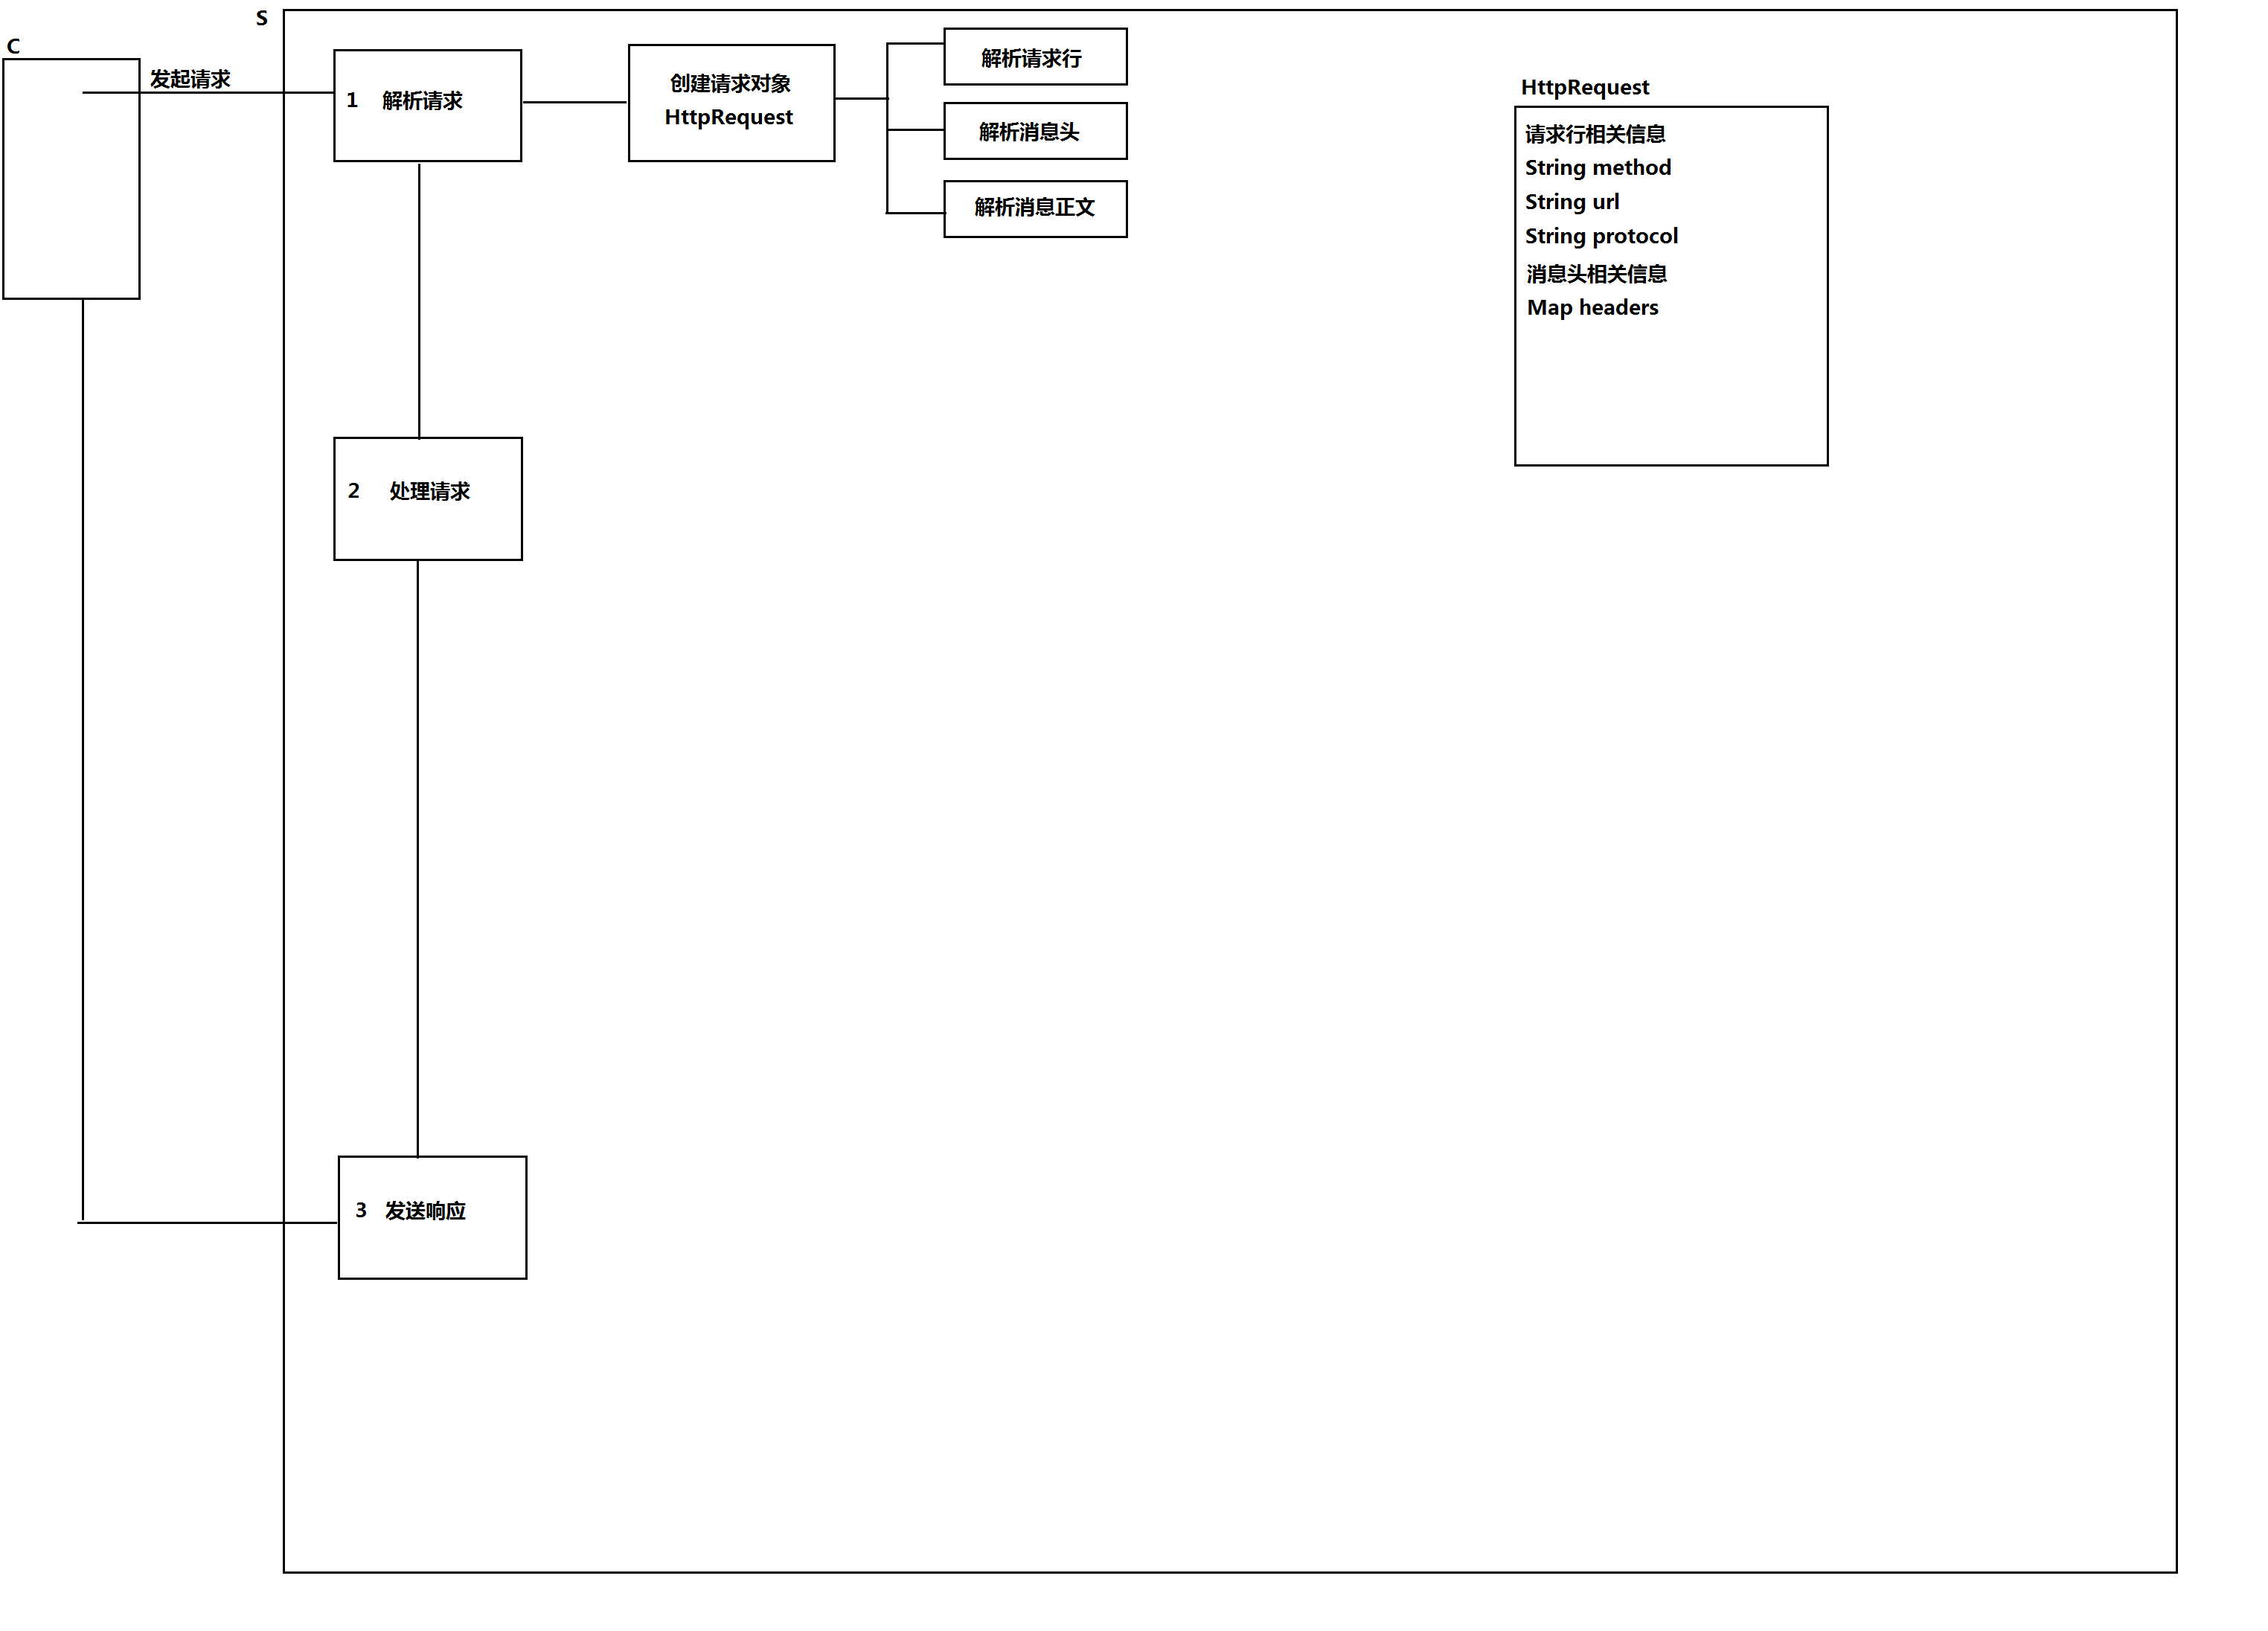 S
C
发起请求
1 解析请求
创建请求对象
HttpRequest
解析请求行
解析消息头
解析消息正文
HttpRequest
请求行相关信息
String method
String url
String protocol
消息头相关信息
Map headers
2 处理请求
3 发送响应